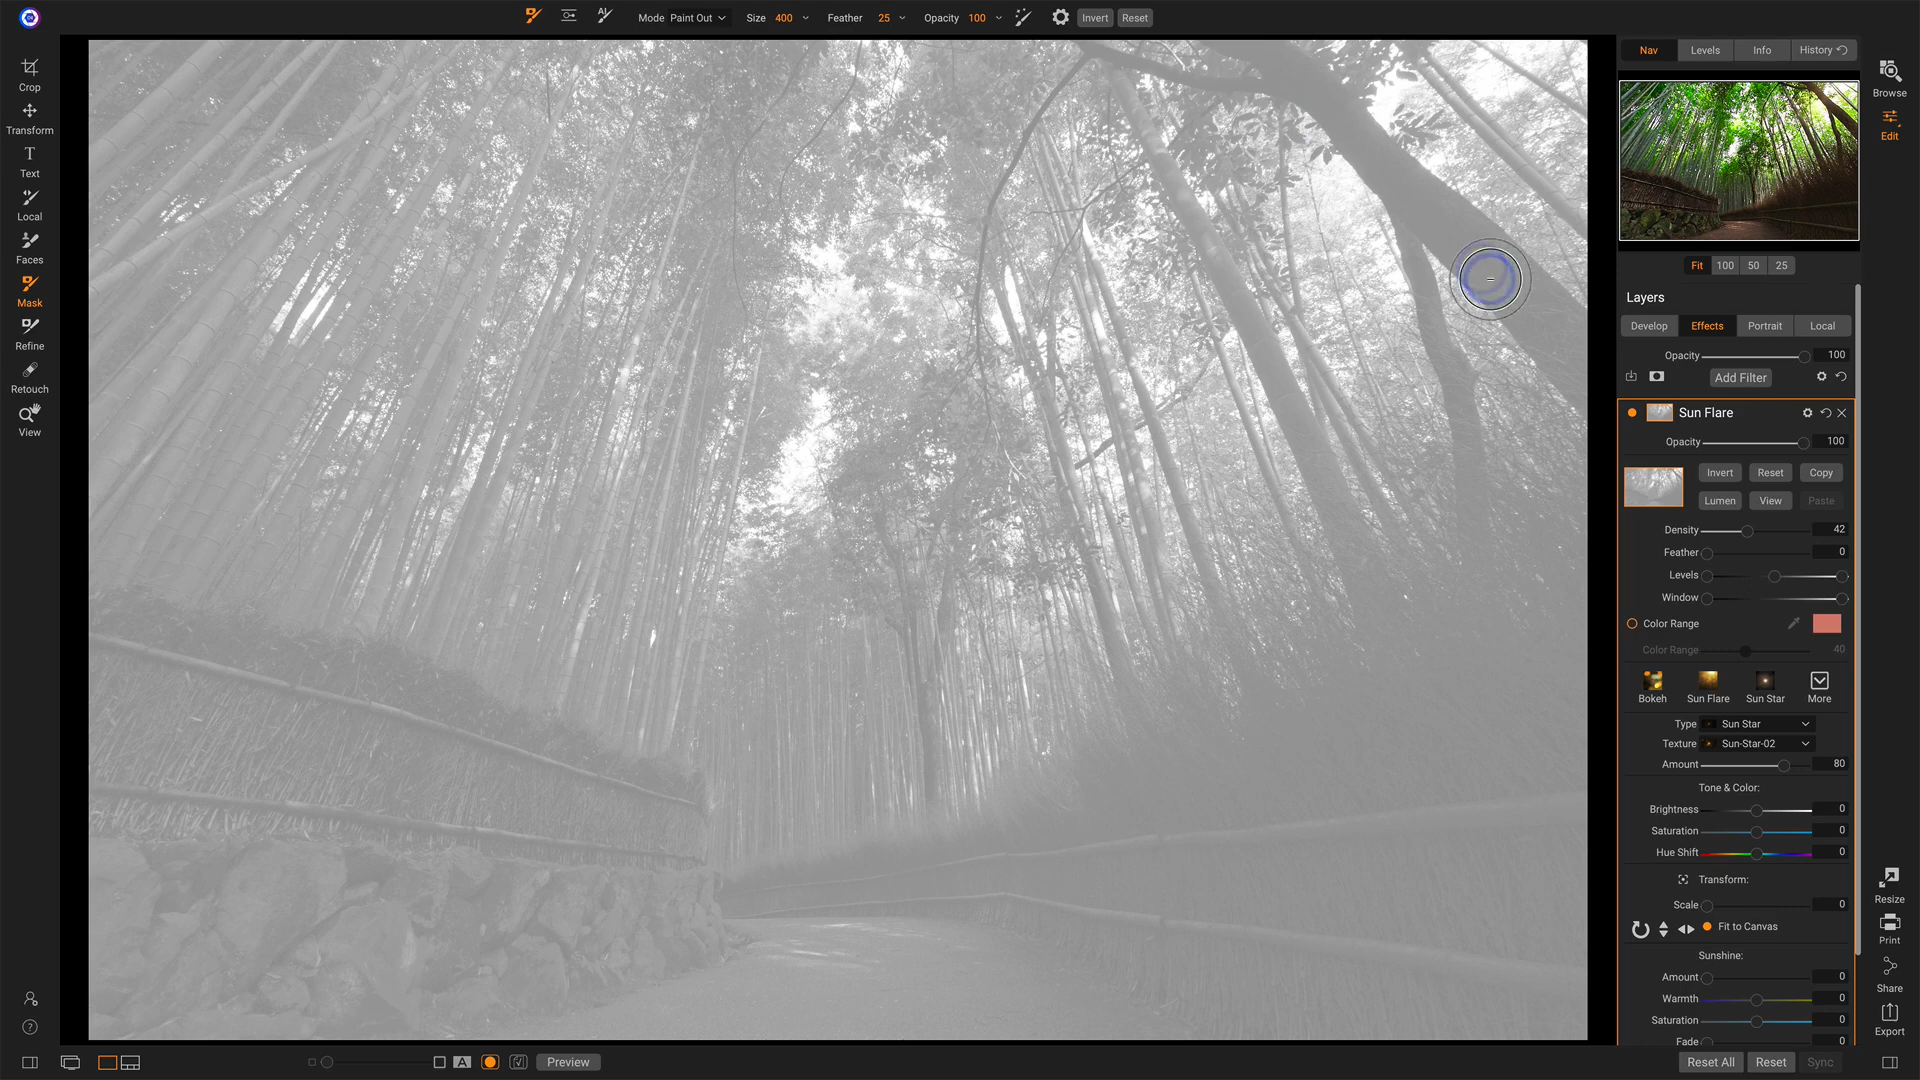 Mode Paint Out Size 400 Feather 25 Opacity 100 Invert Reset
Crop
Transform
Text
Local
Faces
Mask
Refine
Retouch
View
Nav Levels Info History
Browse
Edit
Fit 100 50 25
Layers
Develop Effects Portrait Local
Opacity 100
Add Filter
Sun Flare
Opacity 100
Invert Reset Copy
Lumen View Paste
Density 42
Feather 0
Levels
Window
Color Range
Color Range 40
Bokeh Sun Flare Sun Star More
Type Sun Star
Texture Sun-Star-02
Amount 80
Tone & Color:
Brightness 0
Saturation 0
Hue Shift 0
Transform:
Scale 0
Fit to Canvas
Sunshine:
Amount 0
Warmth 0
Saturation 0
Fade 0
Resize
Print
Share
Export
A Preview
Reset All Reset Sync